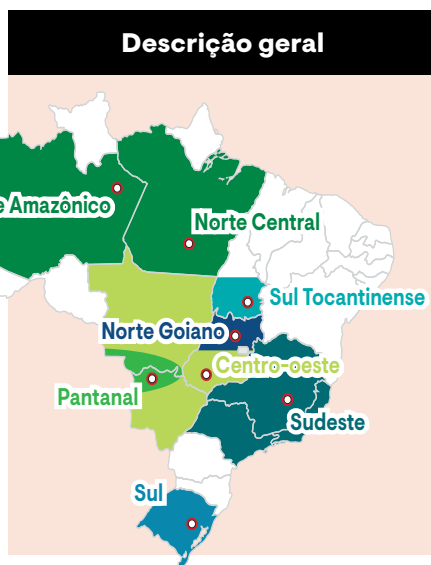 Descrição geral
e Amazônico
Norte Central
Sul Tocantinense
Norte Goiano
Centro-oeste
Pantanal
Sudeste
Sul